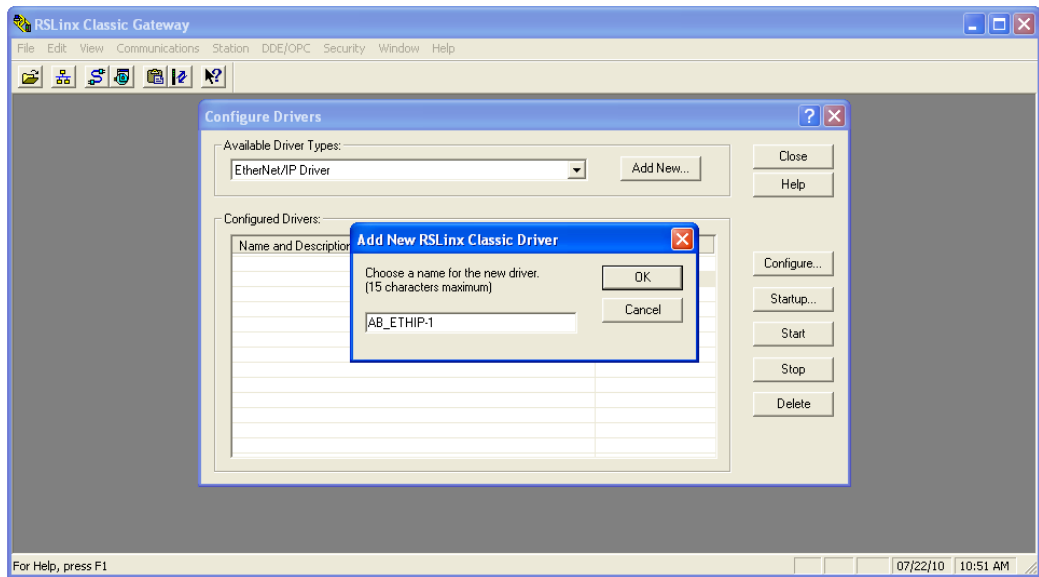 RSLinx Classic Gateway
File Edit View Communications Station DDE/OPC Security Window Help
Configure Drivers
Available Driver Types:
EtherNet/IP Driver
Add New...
Close
Help
Configured Drivers:
Name and Description
Configure...
Startup...
Start
Stop
Delete
Add New RSLinx Classic Driver
Choose a name for the new driver.
(15 characters maximum)
AB_ETHIP-1
OK
Cancel
For Help, press F1
07/22/10 10:51 AM